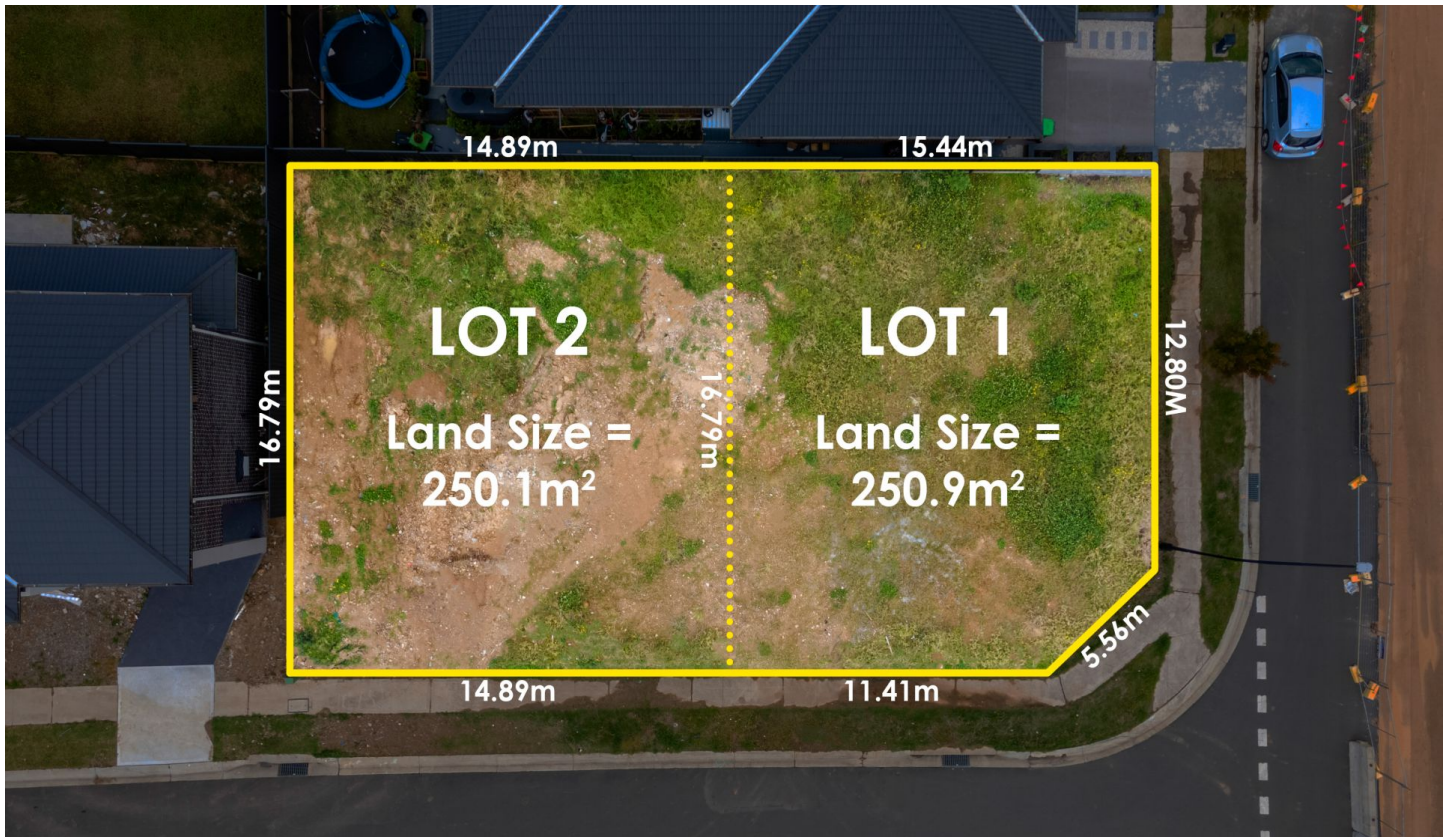 14.89m
15.44m
LOT 2
Land Size =
250.1m²
LOT 1
Land Size =
250.9m²
16.79m
16.79m
12.80M
5.56m
14.89m
11.41m